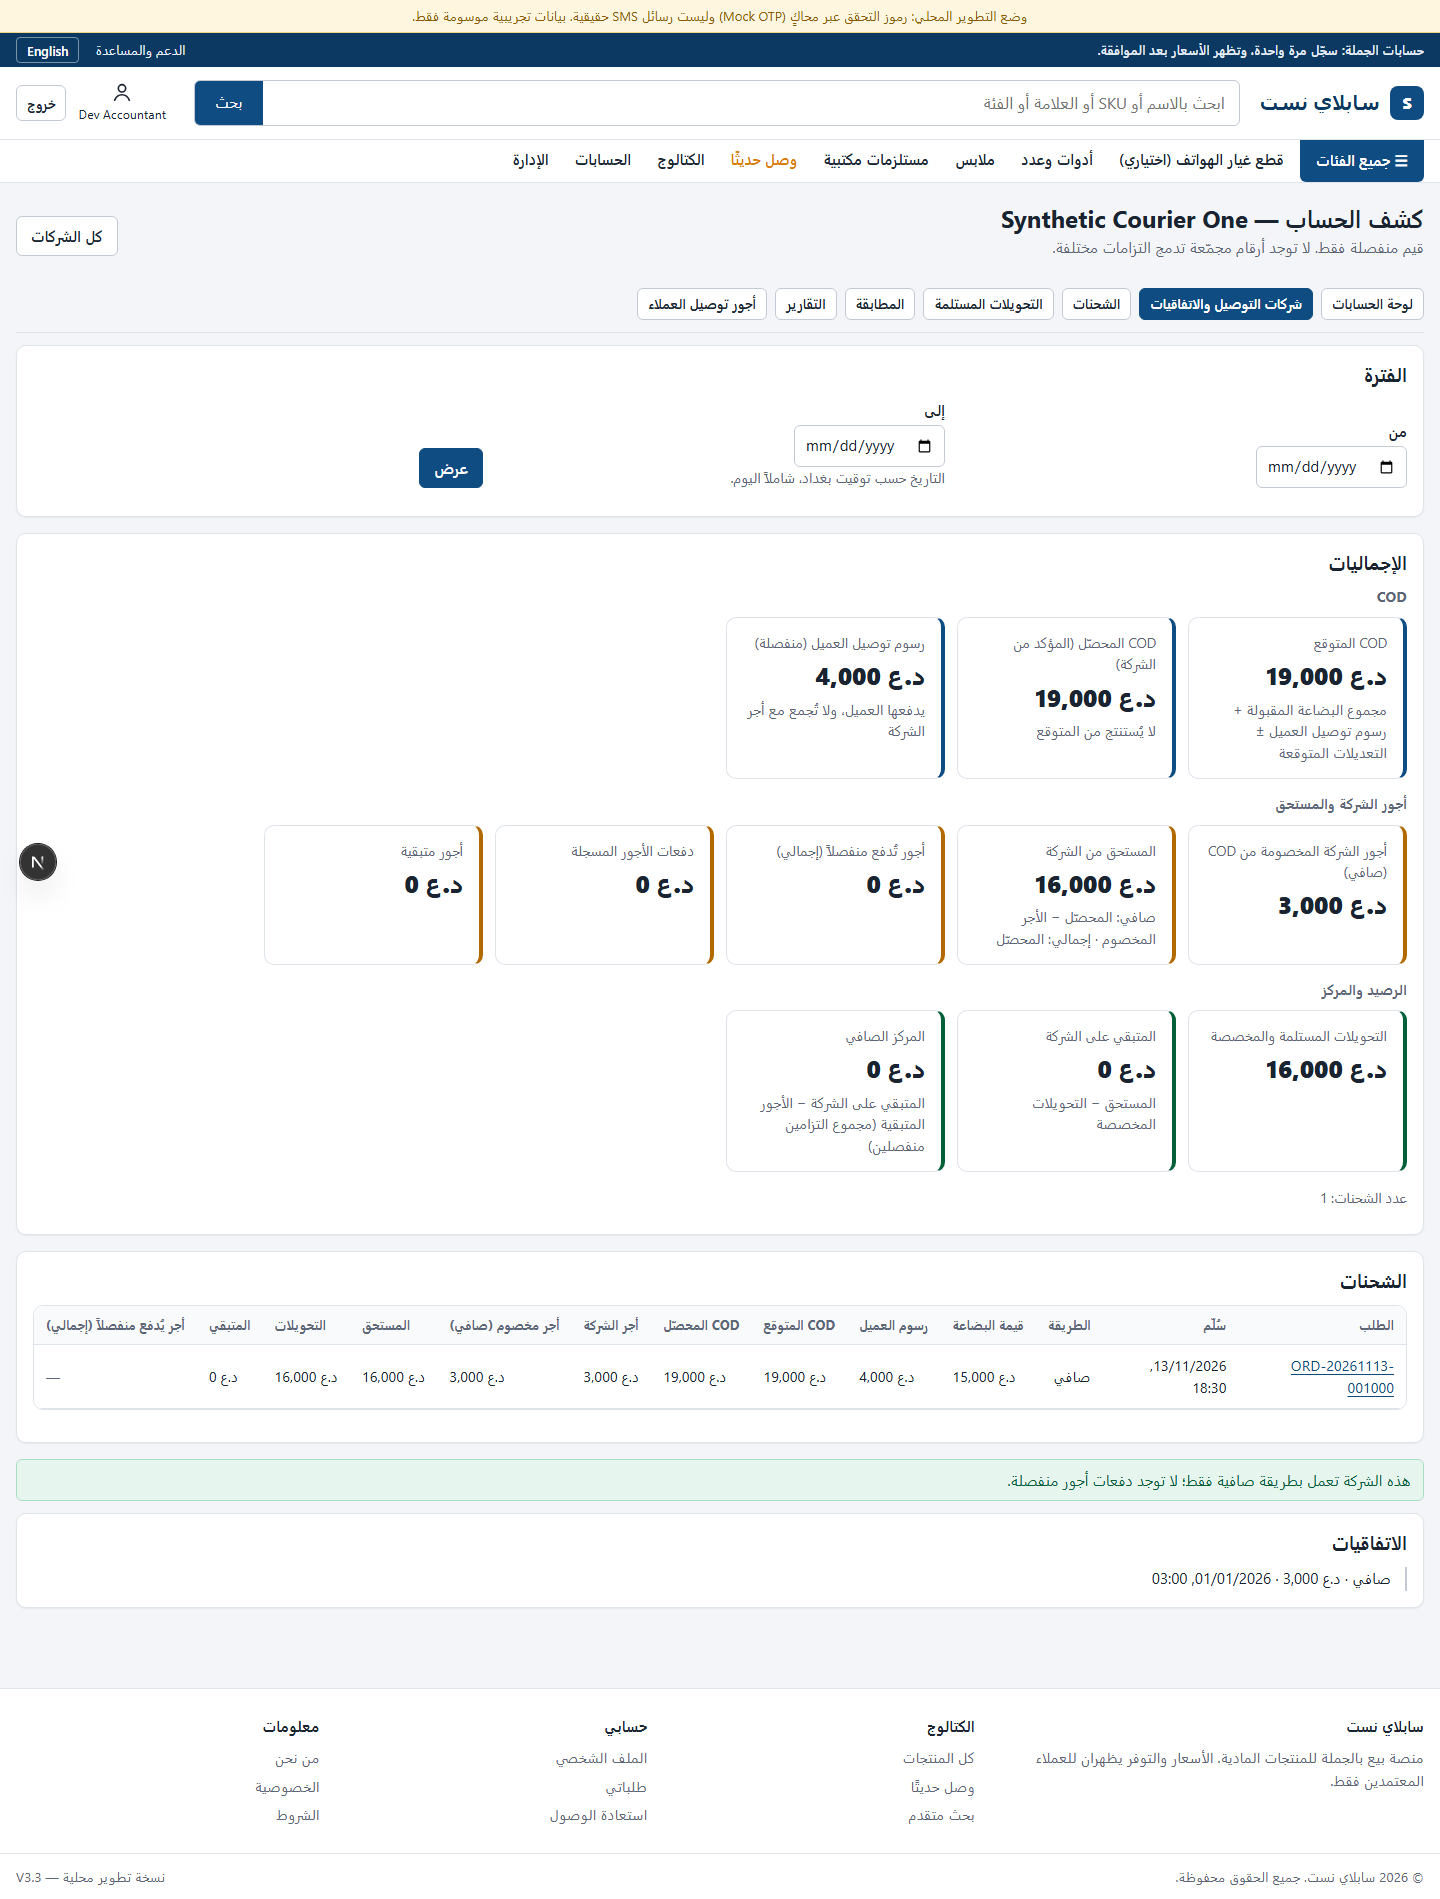 وضع التطوير المحلي: رموز التحقق عبر محاكٍ (Mock OTP) وليست رسائل SMS حقيقية. بيانات تجريبية موسومة فقط.
حسابات الجملة: سجّل مرة واحدة، وتظهر الأسعار بعد الموافقة.
الدعم والمساعدة
English
S
سابلاي نست
ابحث بالاسم أو SKU أو العلامة أو الفئة
بحث
Dev Accountant
خروج
☰ جميع الفئات
قطع غيار الهواتف (اختياري)
أدوات وعدد
ملابس
مستلزمات مكتبية
وصل حديثًا
الكتالوج
الحسابات
الإدارة
كشف الحساب — Synthetic Courier One
قيم منفصلة فقط. لا توجد أرقام مجمّعة تدمج التزامات مختلفة.
كل الشركات
لوحة الحسابات
شركات التوصيل والاتفاقيات
الشحنات
التحويلات المستلمة
المطابقة
التقارير
أجور توصيل العملاء
الفترة
من
mm/dd/yyyy
إلى
mm/dd/yyyy
التاريخ حسب توقيت بغداد، شاملاً اليوم.
عرض
الإجماليات
COD
COD المتوقع
د.ع 19,000
مجموع البضاعة المقبولة +
رسوم توصيل العميل ±
التعديلات المتوقعة
COD المحصّل (المؤكد من
الشركة)
د.ع 19,000
لا يُستنتج من المتوقع
رسوم توصيل العميل (منفصلة)
د.ع 4,000
يدفعها العميل، ولا تُجمع مع أجر
الشركة
أجور الشركة والمستحق
أجور الشركة المخصومة من COD
(صافي)
د.ع 3,000
المستحق من الشركة
د.ع 16,000
صافي: المحصّل − الأجر
المخصوم · إجمالي: المحصّل
أجور تُدفع منفصلاً (إجمالي)
د.ع 0
دفعات الأجور المسجلة
د.ع 0
أجور متبقية
د.ع 0
الرصيد والمركز
التحويلات المستلمة والمخصصة
د.ع 16,000
المتبقي على الشركة
د.ع 0
المستحق − التحويلات
المخصصة
المركز الصافي
د.ع 0
المتبقي على الشركة − الأجور
المتبقية (مجموع التزامين
منفصلين)
عدد الشحنات: 1
N
الشحنات
الطلب سُلّم الطريقة قيمة البضاعة رسوم العميل COD المتوقع COD المحصّل أجر الشركة أجر مخصوم (صافي) المستحق التحويلات المتبقي أجر يُدفع منفصلاً (إجمالي)
ORD-20261113-001000 13/11/2026, 18:30 صافي د.ع 15,000 د.ع 4,000 د.ع 19,000 د.ع 19,000 د.ع 3,000 د.ع 3,000 د.ع 16,000 د.ع 16,000 د.ع 0 —
هذه الشركة تعمل بطريقة صافية فقط؛ لا توجد دفعات أجور منفصلة.
الاتفاقيات
صافي · د.ع 3,000 · 01/01/2026, 03:00
سابلاي نست
منصة بيع بالجملة للمنتجات المادية. الأسعار والتوفر يظهران للعملاء
المعتمدين فقط.
الكتالوج
كل المنتجات
وصل حديثًا
بحث متقدم
حسابي
الملف الشخصي
طلباتي
استعادة الوصول
معلومات
من نحن
الخصوصية
الشروط
© 2026 سابلاي نست. جميع الحقوق محفوظة.
نسخة تطوير محلية — V3.3